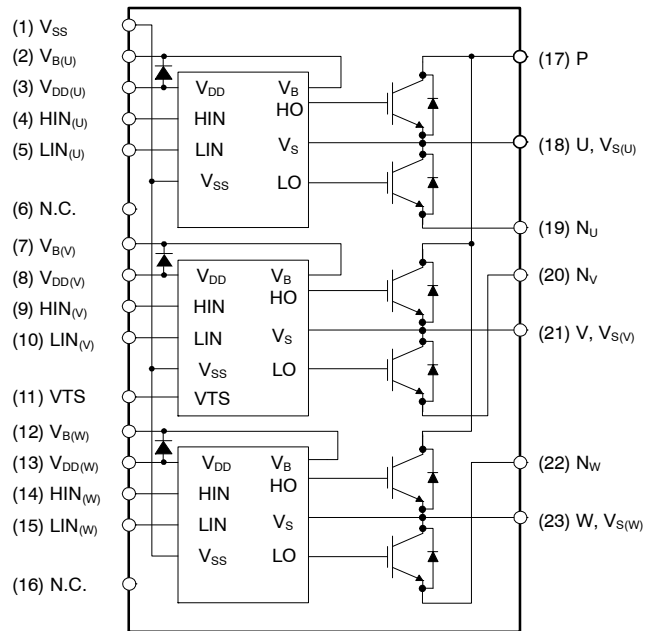 (1) VSS
(2) VB(U)
(3) VDD(U)
(4) HIN(U)
(5) LIN(U)
(6) N.C.
(7) VB(V)
(8) VDD(V)
(9) HIN(V)
(10) LIN(V)
(11) VTS
(12) VB(W)
(13) VDD(W)
(14) HIN(W)
(15) LIN(W)
(16) N.C.
VDD VB
HO
HIN
LIN VS
VSS LO
VDD VB
HO
HIN
LIN VS
VSS LO
VTS
VDD VB
HO
HIN
LIN VS
VSS LO
(17) P
(18) U, VS(U)
(19) NU
(20) NV
(21) V, VS(V)
(22) NW
(23) W, VS(W)